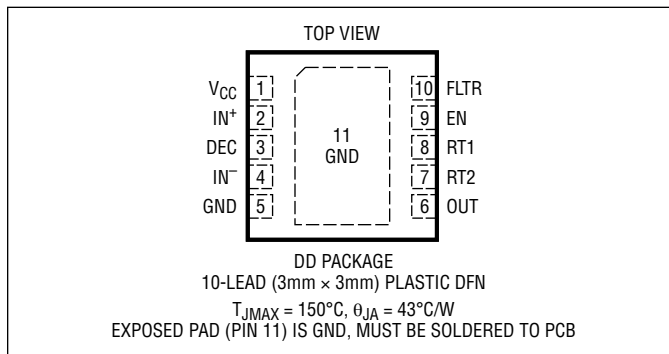 TOP VIEW
VCC 1
IN+ 2
DEC 3
IN– 4
GND 5
11
GND
10 FLTR
9 EN
8 RT1
7 RT2
6 OUT
DD PACKAGE
10-LEAD (3mm × 3mm) PLASTIC DFN
TJMAX = 150°C, θJA = 43°C/W
EXPOSED PAD (PIN 11) IS GND, MUST BE SOLDERED TO PCB